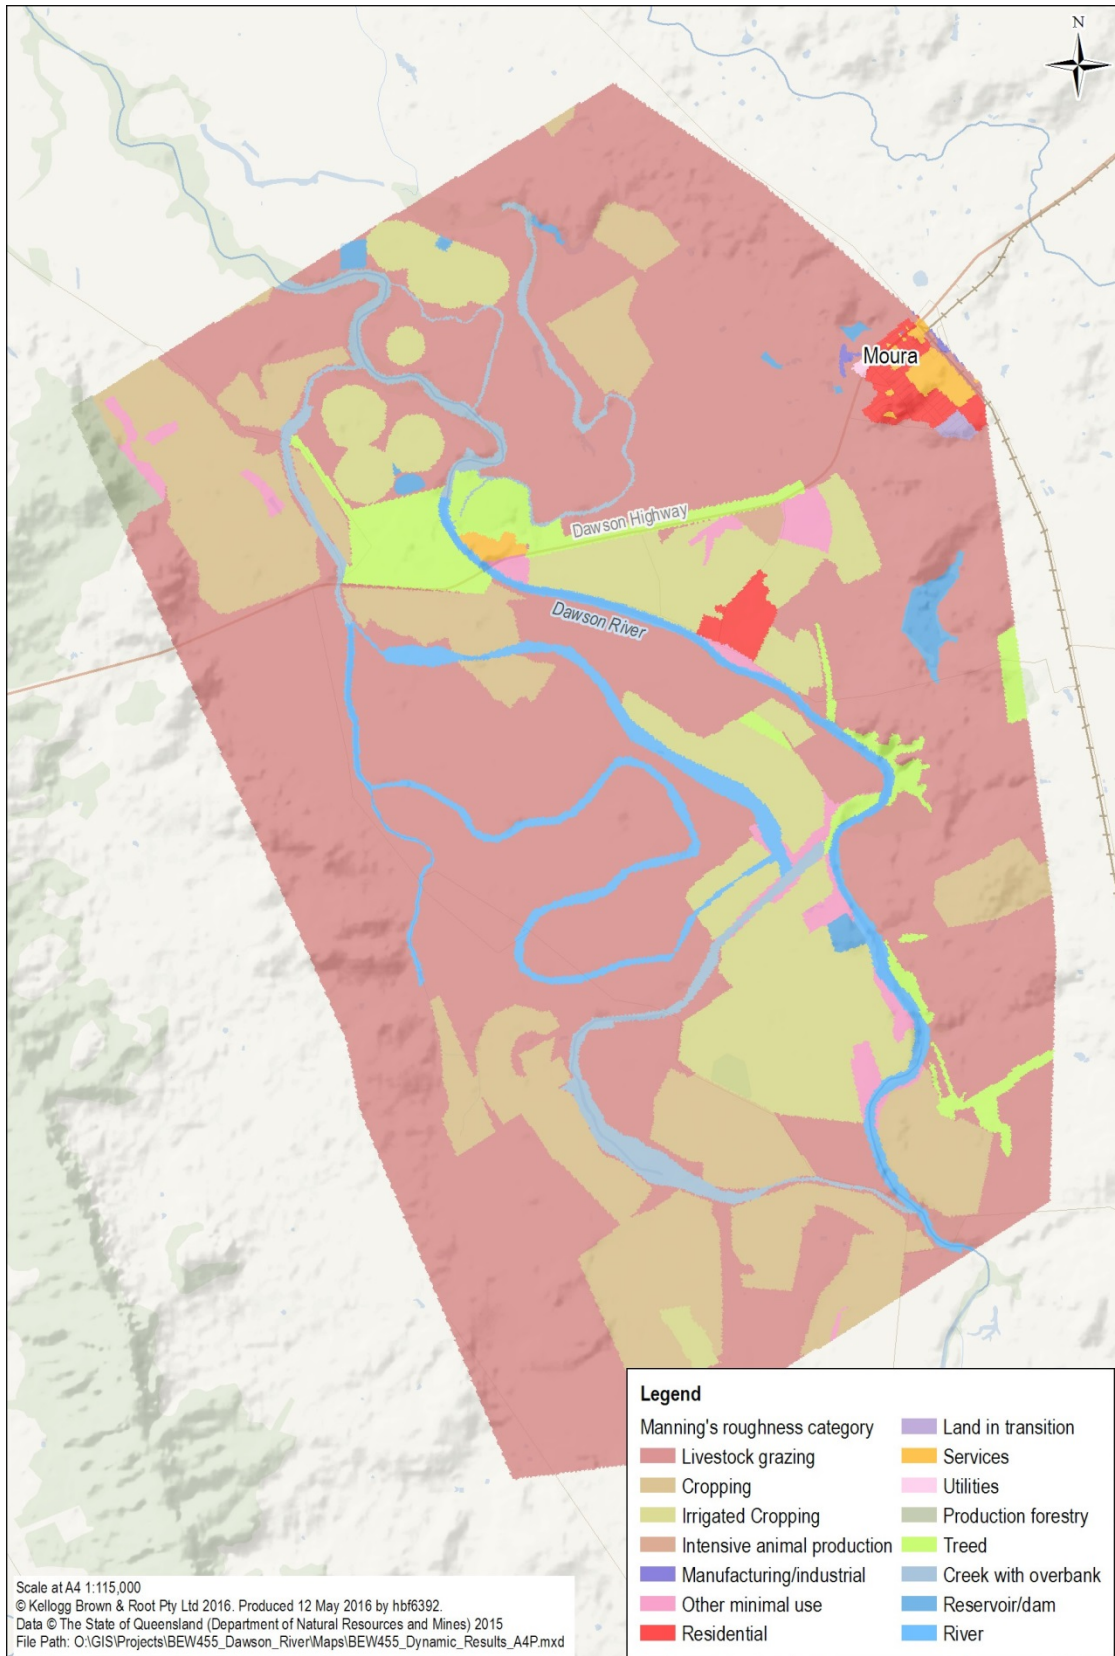 N
Moura
Dawson Highway
Dawson River
Legend
Manning's roughness category
Livestock grazing
Cropping
Irrigated Cropping
Intensive animal production
Manufacturing/industrial
Other minimal use
Residential
Land in transition
Services
Utilities
Production forestry
Treed
Creek with overbank
Reservoir/dam
River
Scale at A4 1:115,000
© Kellogg Brown & Root Pty Ltd 2016. Produced 12 May 2016 by hbf6392.
Data © The State of Queensland (Department of Natural Resources and Mines) 2015
File Path: O:\GIS\Projects\BEW455_Dawson_River\Maps\BEW455_Dynamic_Results_A4P.mxd